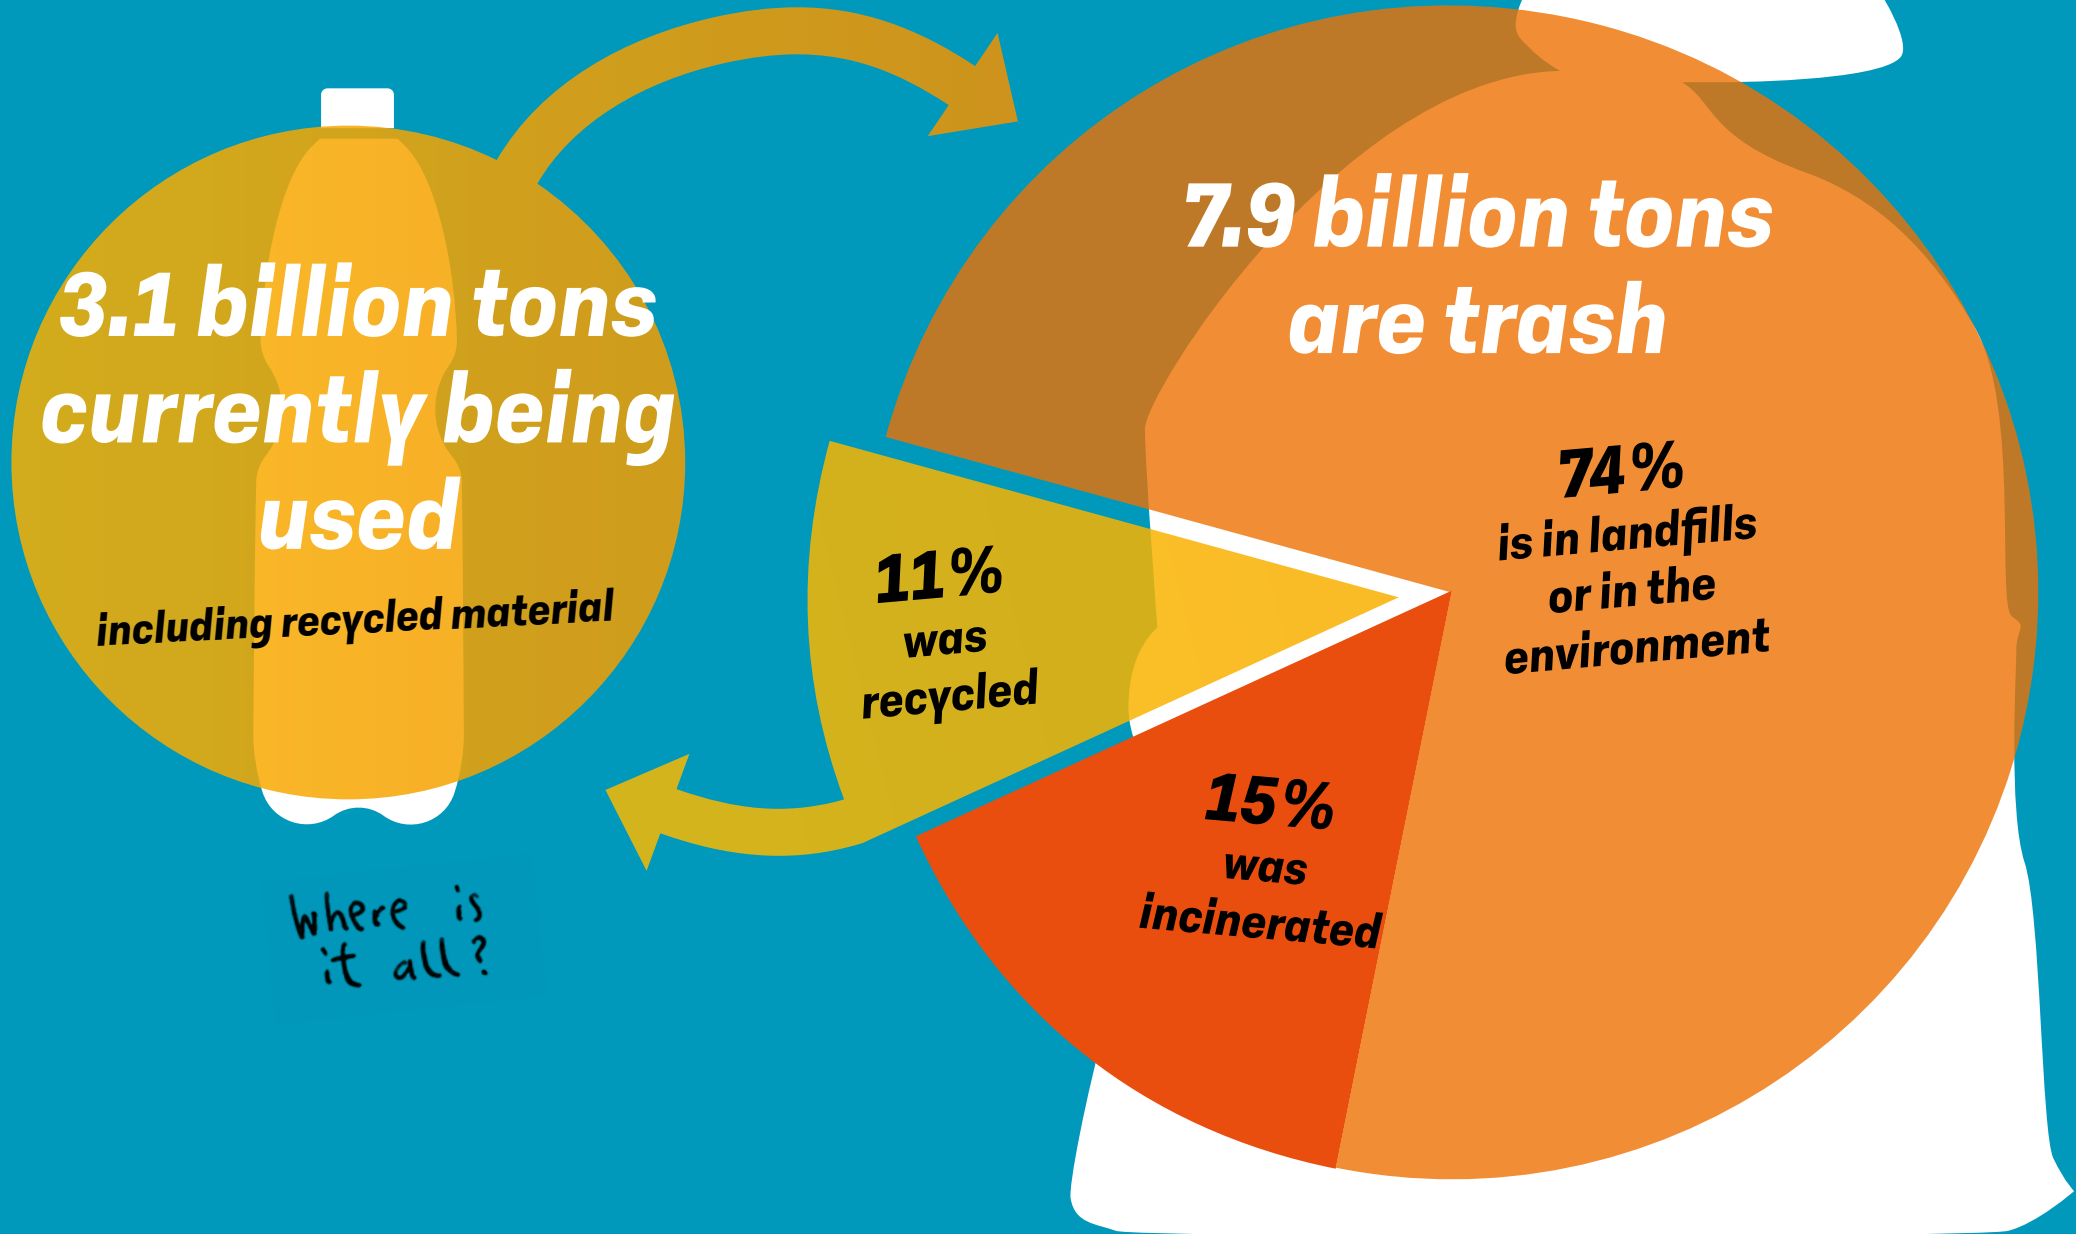 3.1 billion tons
currently being
used
including recycled material
7.9 billion tons
are trash
74%
is in landfills
or in the
environment
11%
was
recycled
15%
was
incinerated
Where is
it all?